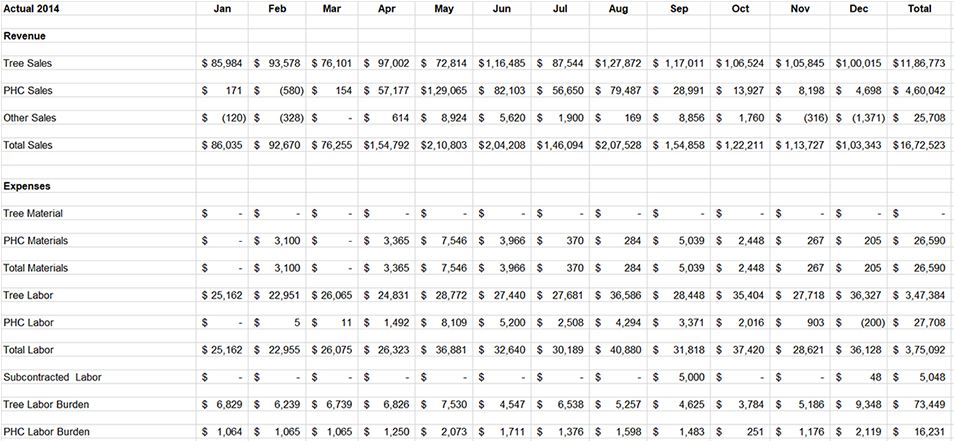 Actual 2014 Jan Feb Mar Apr May Jun Jul Aug Sep Oct Nov Dec Total
Revenue
Tree Sales $ 85,984 $ 93,578 $ 76,101 $ 97,002 $ 72,814 $1,16,485 $ 87,544 $1,27,872 $ 1,17,011 $ 1,06,524 $ 1,05,845 $1,00,015 $11,86,773
PHC Sales $ 171 $ (580) $ 154 $ 57,177 $1,29,065 $ 82,103 $ 56,650 $ 79,487 $ 28,991 $ 13,927 $ 8,198 $ 4,698 $ 4,60,042
Other Sales $ (120) $ (328) $ - $ 614 $ 8,924 $ 5,620 $ 1,900 $ 169 $ 8,856 $ 1,760 $ (316) $ (1,371) $ 25,708
Total Sales $ 86,035 $ 92,670 $ 76,255 $1,54,792 $2,10,803 $2,04,208 $1,46,094 $2,07,528 $ 1,54,858 $ 1,22,211 $ 1,13,727 $1,03,343 $16,72,523
Expenses
Tree Material $ - $ - $ - $ - $ - $ - $ - $ - $ - $ - $ - $ - $ -
PHC Materials $ - $ 3,100 $ - $ 3,365 $ 7,546 $ 3,966 $ 370 $ 284 $ 5,039 $ 2,448 $ 267 $ 205 $ 26,590
Total Materials $ - $ 3,100 $ - $ 3,365 $ 7,546 $ 3,966 $ 370 $ 284 $ 5,039 $ 2,448 $ 267 $ 205 $ 26,590
Tree Labor $ 25,162 $ 22,951 $ 26,065 $ 24,831 $ 28,772 $ 27,440 $ 27,681 $ 36,586 $ 28,448 $ 35,404 $ 27,718 $ 36,327 $ 3,47,384
PHC Labor $ - $ 5 $ 11 $ 1,492 $ 8,109 $ 5,200 $ 2,508 $ 4,294 $ 3,371 $ 2,016 $ 903 $ (200) $ 27,708
Total Labor $ 25,162 $ 22,955 $ 26,075 $ 26,323 $ 36,881 $ 32,640 $ 30,189 $ 40,880 $ 31,818 $ 37,420 $ 28,621 $ 36,128 $ 3,75,092
Subcontracted Labor $ - $ - $ - $ - $ - $ - $ - $ - $ 5,000 $ - $ - $ 48 $ 5,048
Tree Labor Burden $ 6,829 $ 6,239 $ 6,739 $ 6,826 $ 7,530 $ 4,547 $ 6,538 $ 5,257 $ 4,625 $ 3,784 $ 5,186 $ 9,348 $ 73,449
PHC Labor Burden $ 1,064 $ 1,065 $ 1,065 $ 1,250 $ 2,073 $ 1,711 $ 1,376 $ 1,598 $ 1,483 $ 251 $ 1,176 $ 2,119 $ 16,231